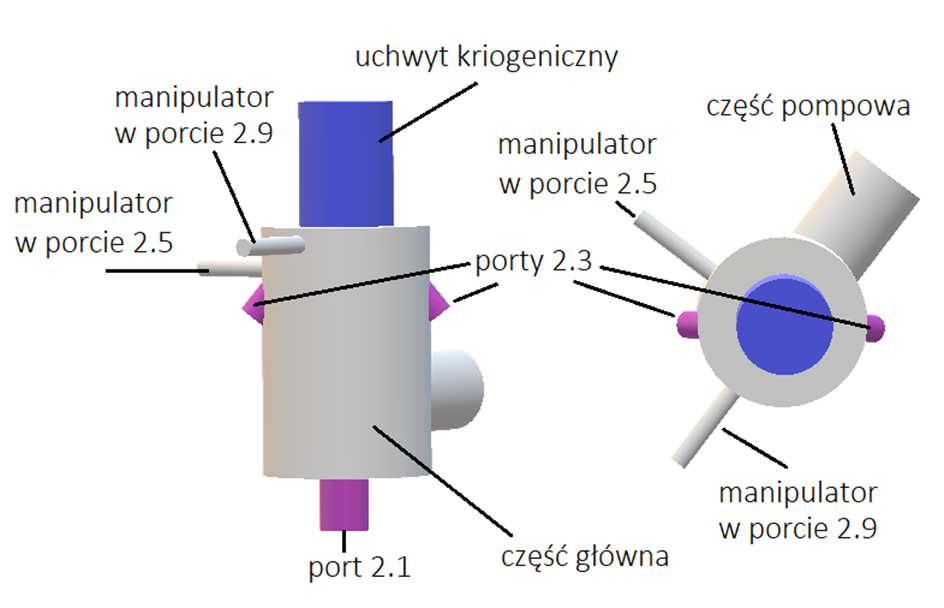 uchwyt kriogeniczny
manipulator
w porcie 2.9
manipulator
w porcie 2.5
porty 2.3
port 2.1
część główna
część pompowa
manipulator
w porcie 2.5
manipulator
w porcie 2.9